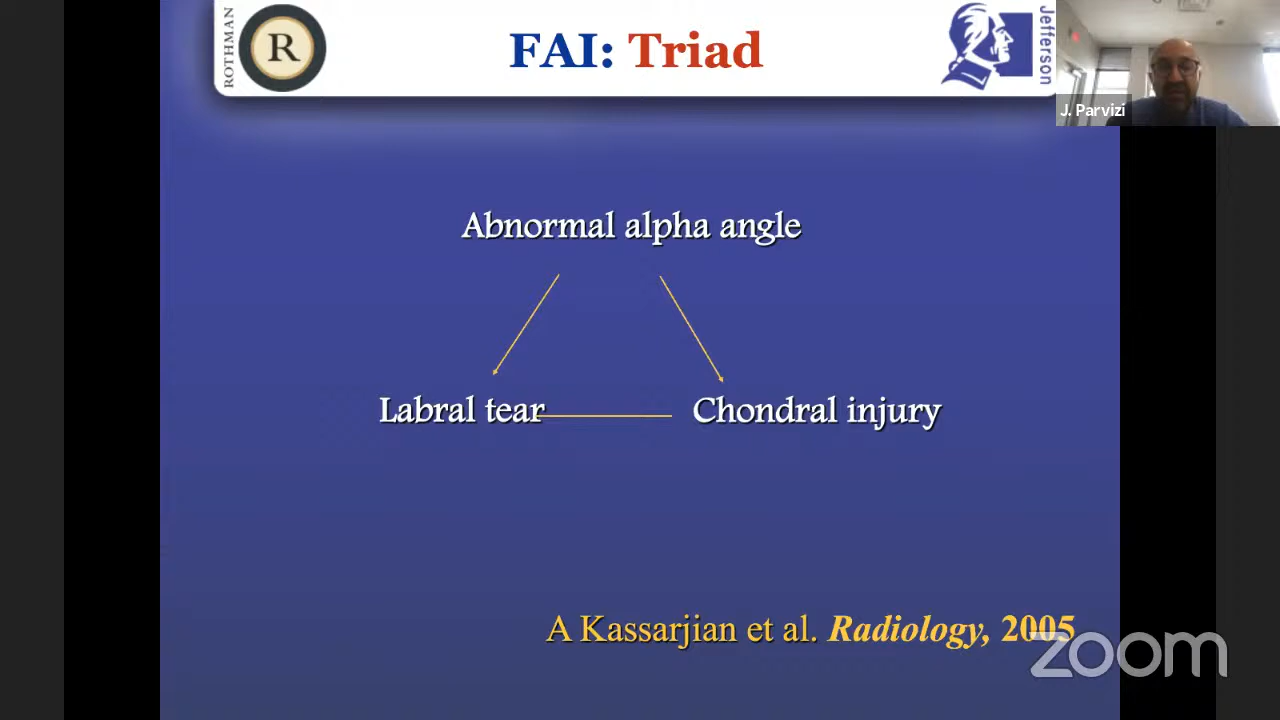 ROTHMAN
R
FAI: Triad
Jefferson
J. Parvizi
Abnormal alpha angle
Labral tear
Chondral injury
A Kassarjian et al. Radiology, 2005
zoom